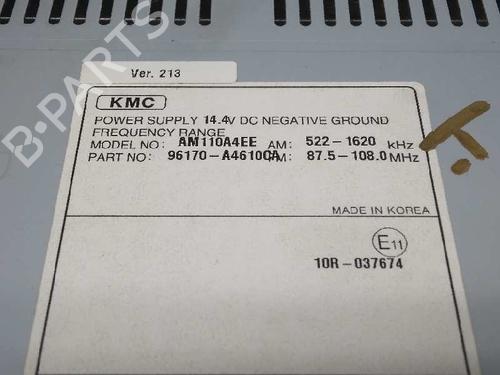 Ver. 213
B-PARTS
KMC
POWER SUPPLY 14.4V DC NEGATIVE GROUND
FREQUENCY RANGE
MODEL NO: AM110A4EE AM: 522-1620 kHz
PART NO: 96170-A4610CA FM: 87.5-108.0 MHz
MADE IN KOREA
E11
10R-037674